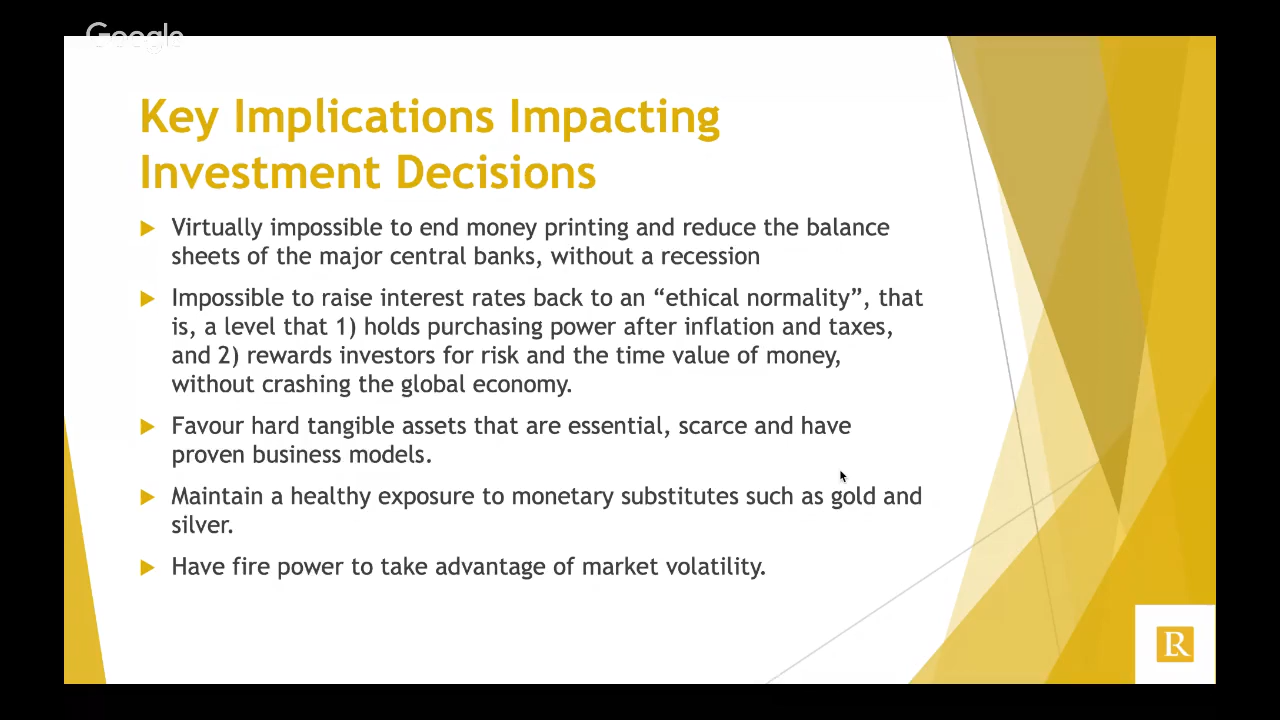 Google
Key Implications Impacting
Investment Decisions
Virtually impossible to end money printing and reduce the balance
sheets of the major central banks, without a recession
Impossible to raise interest rates back to an “ethical normality”, that
is, a level that 1) holds purchasing power after inflation and taxes,
and 2) rewards investors for risk and the time value of money,
without crashing the global economy.
Favour hard tangible assets that are essential, scarce and have
proven business models.
Maintain a healthy exposure to monetary substitutes such as gold and
silver.
Have fire power to take advantage of market volatility.